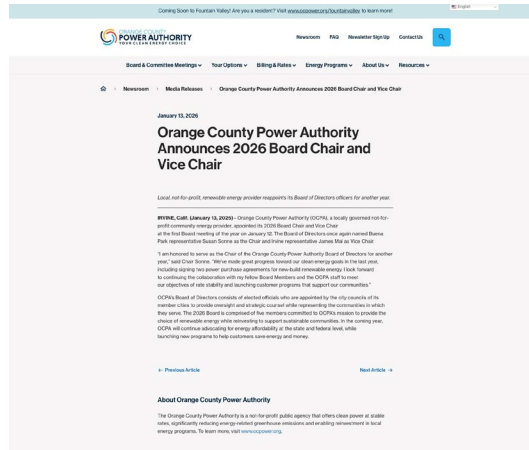 Coming Soon to Fountain Valley! Are you a resident? Visit www.ocpower.org/fountainvalley to learn more!
English
ORANGE COUNTY
POWER AUTHORITY
YOUR CLEAN ENERGY CHOICE
Newsroom FAQ Newsletter Sign Up Contact Us
Board & Committee Meetings Your Options Billing & Rates Energy Programs About Us Resources
Newsroom Media Releases Orange County Power Authority Announces 2026 Board Chair and Vice Chair
January 13, 2026
Orange County Power Authority
Announces 2026 Board Chair and
Vice Chair
Local, not-for-profit, renewable energy provider reappoints its Board of Directors officers for another year.
IRVINE, Calif. (January 13, 2025) – Orange County Power Authority (OCPA), a locally governed not-for-
profit community energy provider, appointed its 2026 Board Chair and Vice Chair
at the first Board meeting of the year on January 12. The Board of Directors once again named Buena
Park representative Susan Sonne as the Chair and Irvine representative James Mai as Vice Chair.
"I am honored to serve as the Chair of the Orange County Power Authority Board of Directors for another
year," said Chair Sonne. "We've made great progress toward our clean energy goals in the last year,
including signing two power purchase agreements for new-build renewable energy. I look forward
to continuing the collaboration with my fellow Board Members and the OCPA staff to meet
our objectives of rate stability and launching customer programs that support our communities."
OCPA's Board of Directors consists of elected officials who are appointed by the city councils of its
member cities to provide oversight and strategic counsel while representing the communities in which
they serve. The 2026 Board is comprised of five members committed to OCPA's mission to provide the
choice of renewable energy while reinvesting to support sustainable communities. In the coming year,
OCPA will continue advocating for energy affordability at the state and federal level, while
launching new programs to help customers save energy and money.
← Previous Article Next Article →
About Orange County Power Authority
The Orange County Power Authority is a not-for-profit public agency that offers clean power at stable
rates, significantly reducing energy-related greenhouse emissions and enabling reinvestment in local
energy programs. To learn more, visit www.ocpower.org.